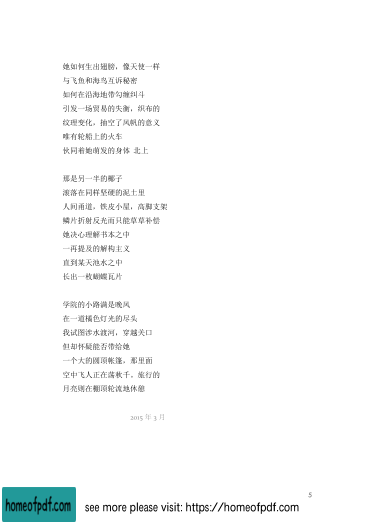 她如何生出翅膀，像天使一样
与飞鱼和海鸟互诉秘密
如何在沿海地带勾缠纠斗
引发一场贸易的失衡，织布的
纹理变化，抽空了风帆的意义
唯有轮船上的火车
伙同着她萌发的身体 北上
那是另一半的椰子
滚落在同样坚硬的泥土里
人间甬道，铁皮小屋，高脚支架
鳞片折射反光而只能草草补偿
她决心理解书本之中
一再提及的解构主义
直到某天池水之中
长出一枚蝴蝶瓦片
学院的小路满是晚风
在一道橘色灯光的尽头
我试图涉水渡河，穿越关口
但却怀疑能否带给她
一个大的圆顶帐篷，那里面
空中飞人正在荡秋千。旅行的
月亮则在棚顶轮流地休憩
2015 年 3 月
5
homeofpdf.com
see more please visit: https://homeofpdf.com